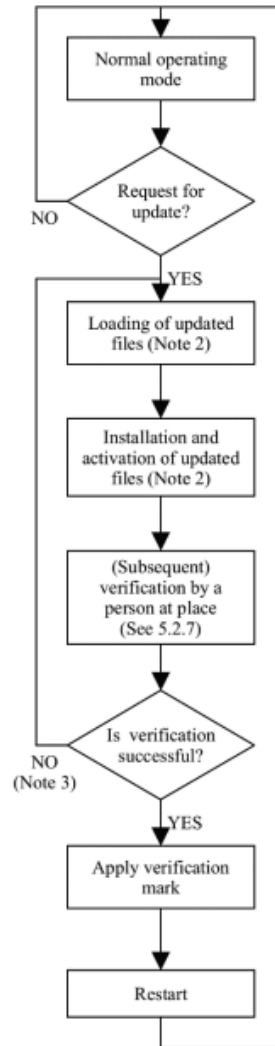 Normal operating
mode
Request for
update?
NO
YES
Loading of updated
files (Note 2)
Installation and
activation of updated
files (Note 2)
(Subsequent)
verification by a
person at place
(See 5.2.7)
Is verification
successful?
NO
(Note 3)
YES
Apply verification
mark
Restart